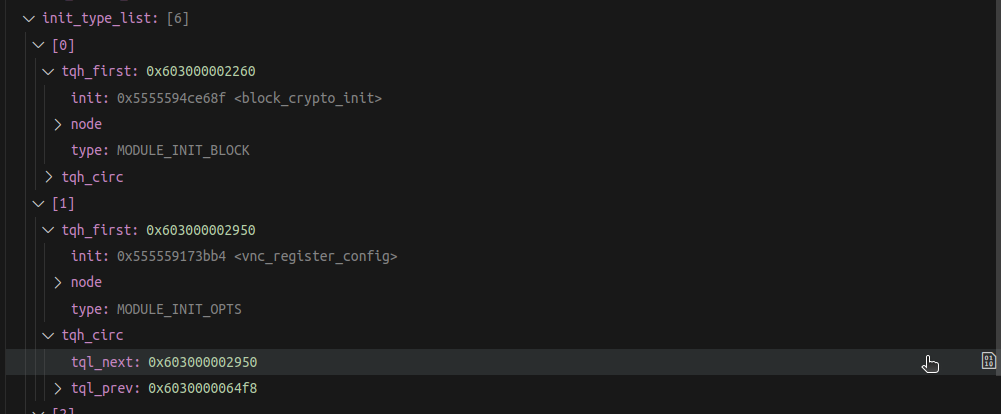 init_type_list: [6]
[0]
tqh_first: 0x603000002260
init: 0x5555594ce68f <block_crypto_init>
node
type: MODULE_INIT_BLOCK
tqh_circ
[1]
tqh_first: 0x603000002950
init: 0x555559173bb4 <vnc_register_config>
node
type: MODULE_INIT_OPTS
tqh_circ
tql_next: 0x603000002950
tql_prev: 0x6030000064f8
[2]